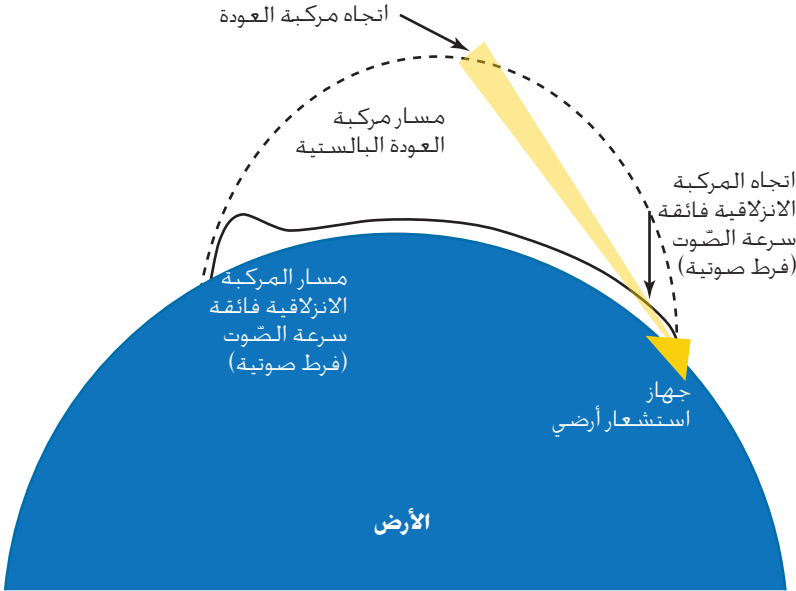 اتجاه مركبة العودة
مسار مركبة
العودة البالستية
اتجاه المركبة
الانزلاقية فائقة
سرعة الصّوت
(فرط صوتية)
مسار المركبة
الانزلاقية فائقة
سرعة الصّوت
(فرط صوتية)
جهاز
استشعار أرضي
الأرض